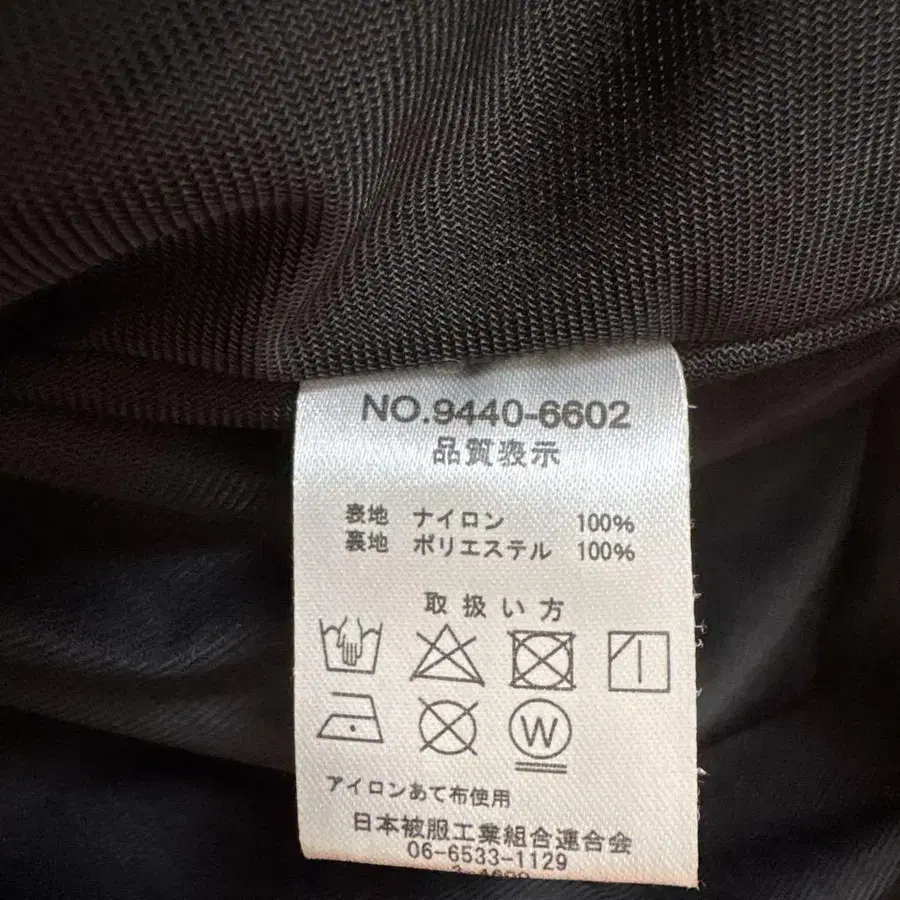 NO.9440-6602
品質表示
表地 ナイロン 100%
裏地 ポリエステル 100%
取扱い方
W
アイロンあて布使用
日本被服工業組合連合会
06-6533-1129